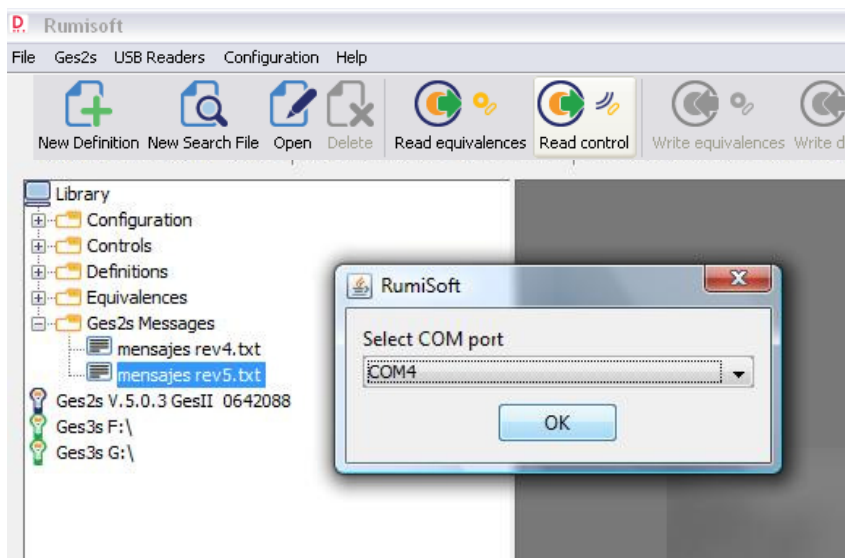 Rumisoft
File Ges2s USB Readers Configuration Help
New Definition New Search File Open Delete Read equivalences Read control Write equivalences Write d
Library
Configuration
Controls
Definitions
Equivalences
Ges2s Messages
mensajes rev4.txt
mensajes rev5.txt
Ges2s V.5.0.3 GesII 0642088
Ges3s F:\
Ges3s G:\
RumiSoft
Select COM port
COM4
OK